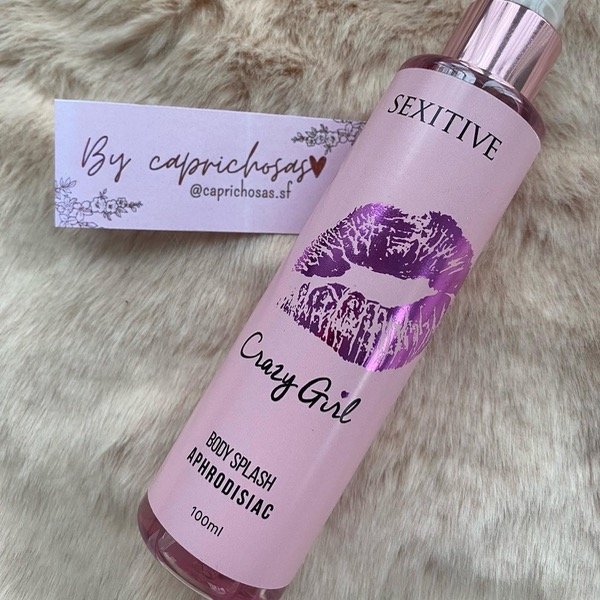 By caprichosas
@caprichosas.sf
SEXITIVE
Crazy Girl
BODY SPLASH
APHRODISIAC
100ml